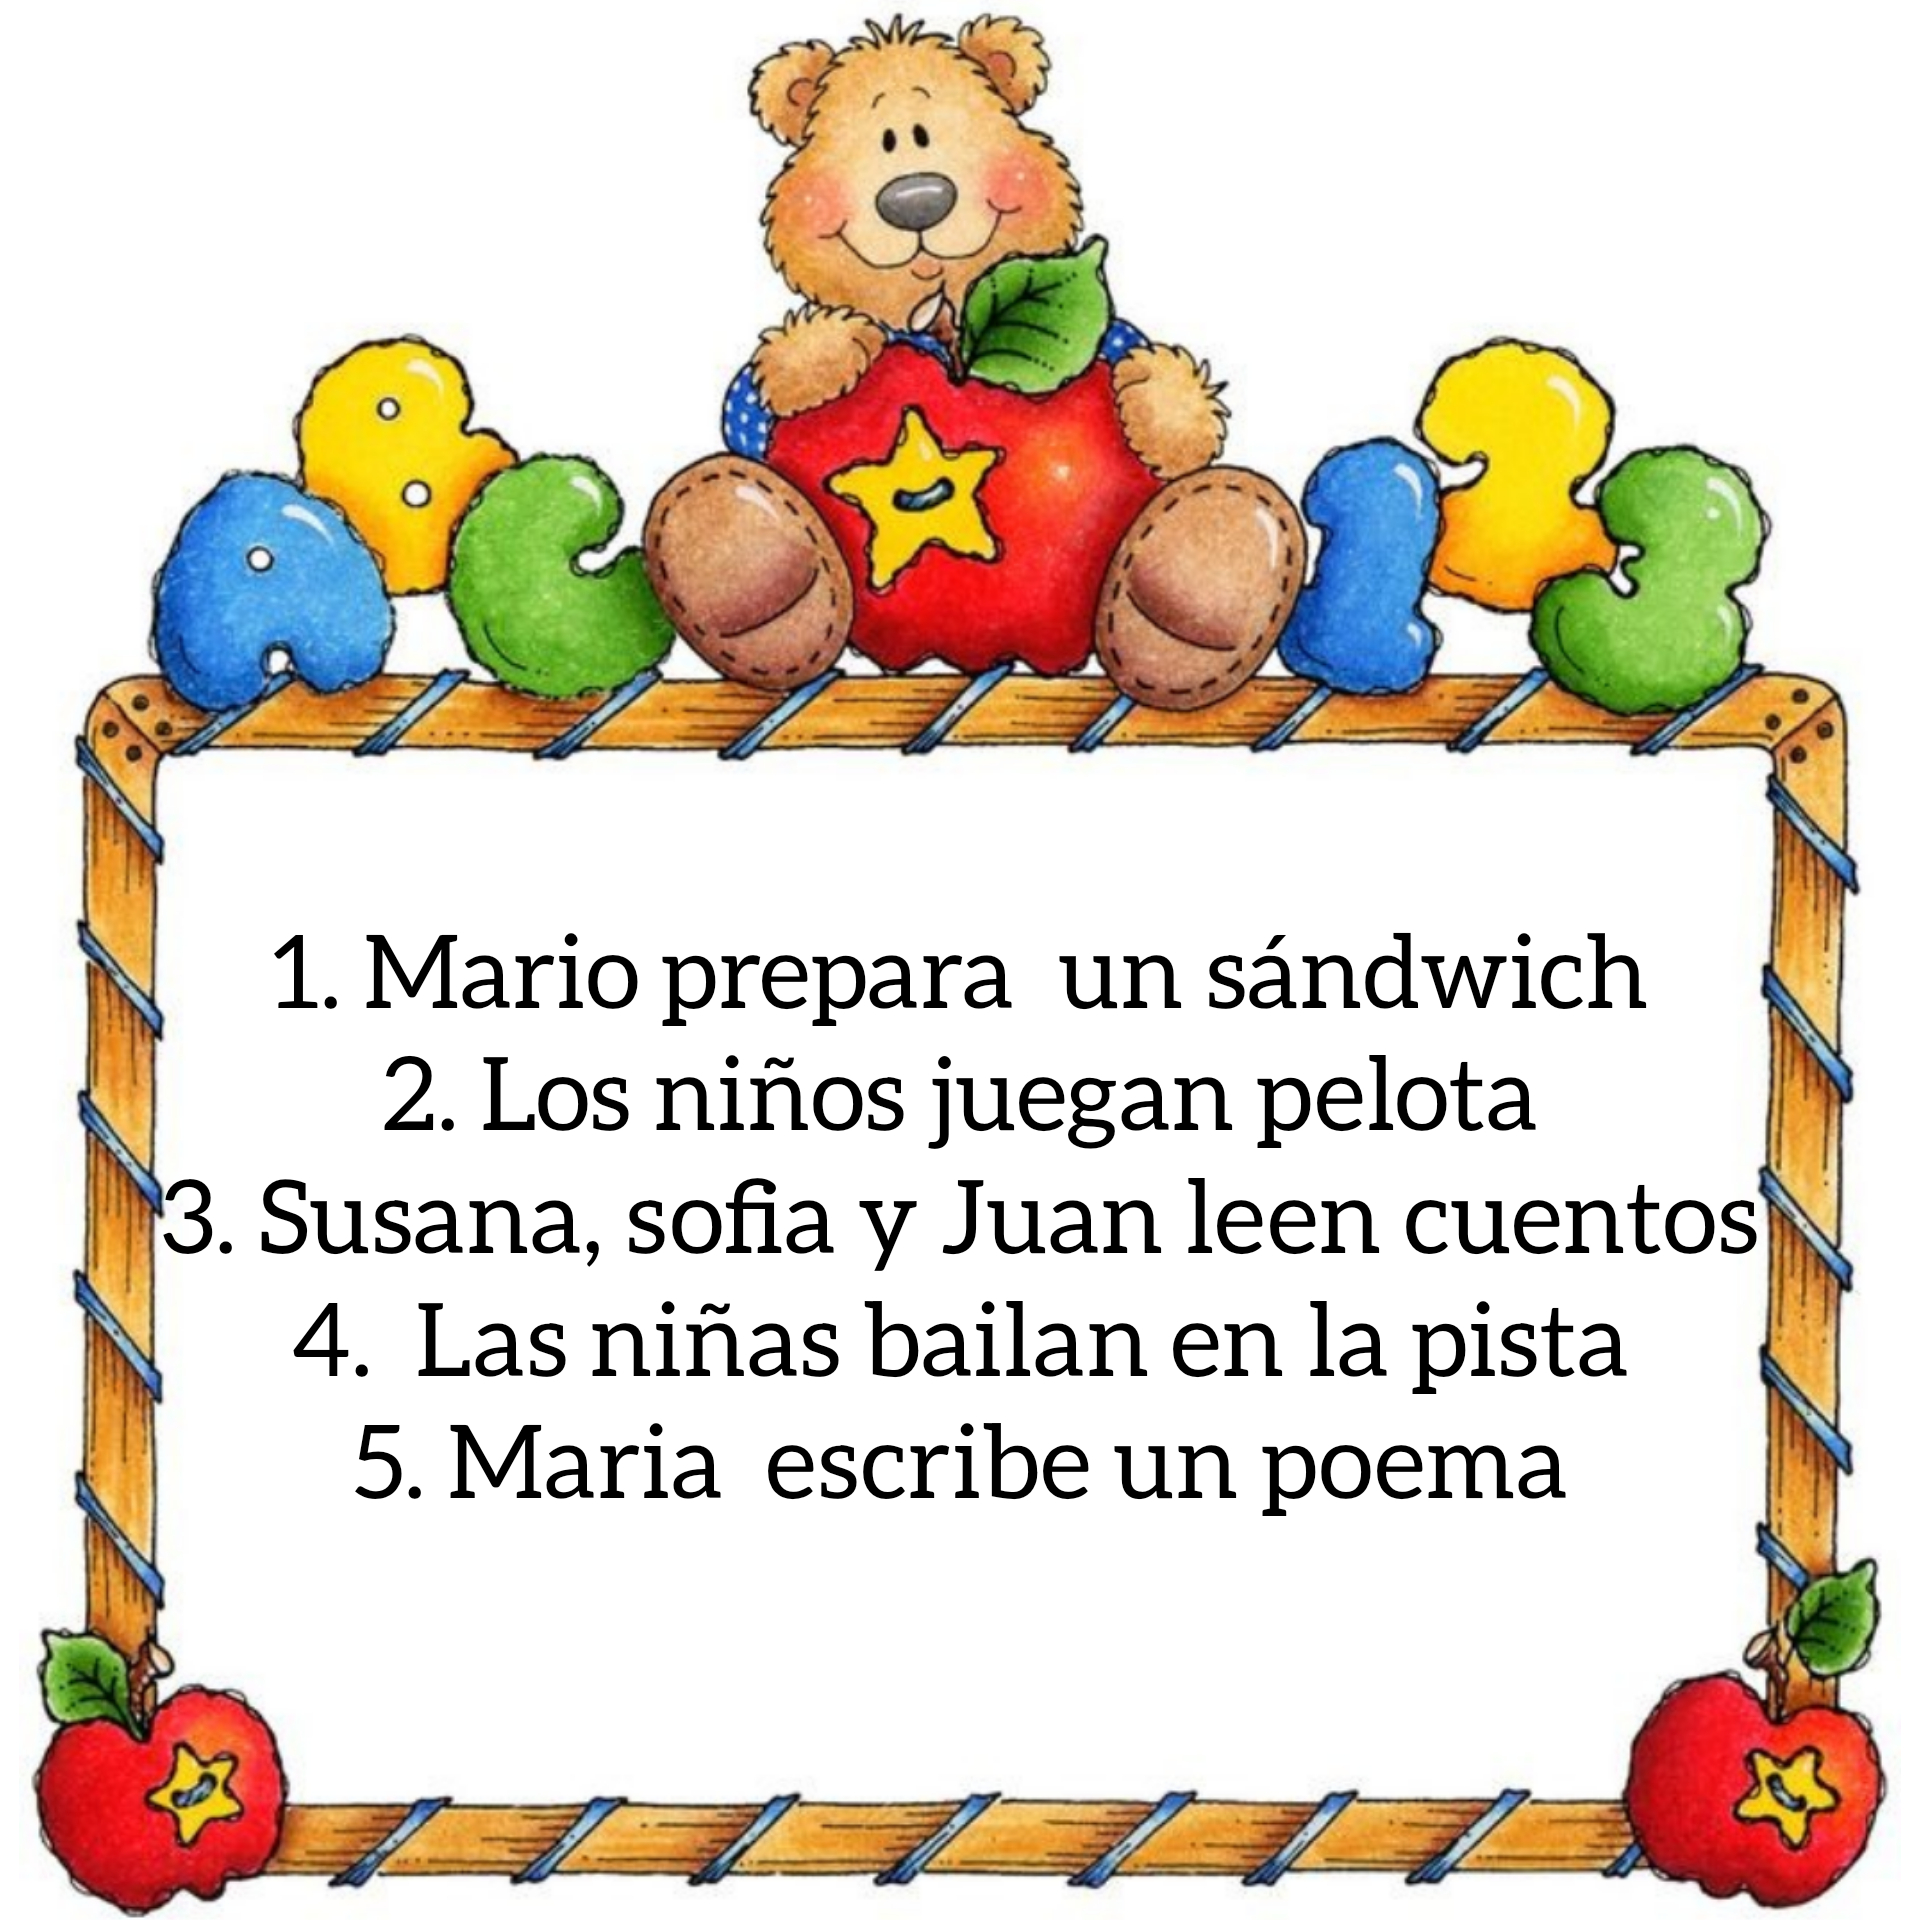 A B C 1 2 3
1. Mario prepara  un sándwich
2. Los niños juegan pelota
3. Susana, sofia y Juan leen cuentos
4.  Las niñas bailan en la pista
5. Maria  escribe un poema